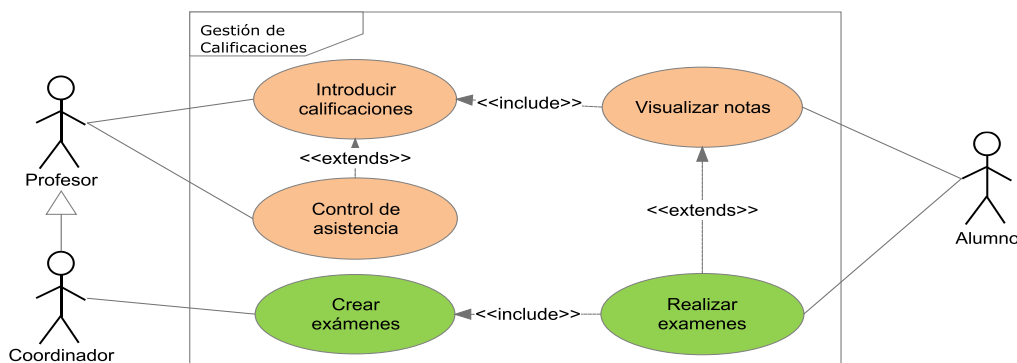 Gestión de
Calificaciones
Introducir
calificaciones
<<include>>
Visualizar notas
<<extends>>
Profesor
Control de
asistencia
<<extends>>
Alumno
Crear
exámenes
<<include>>
Realizar
examenes
Coordinador